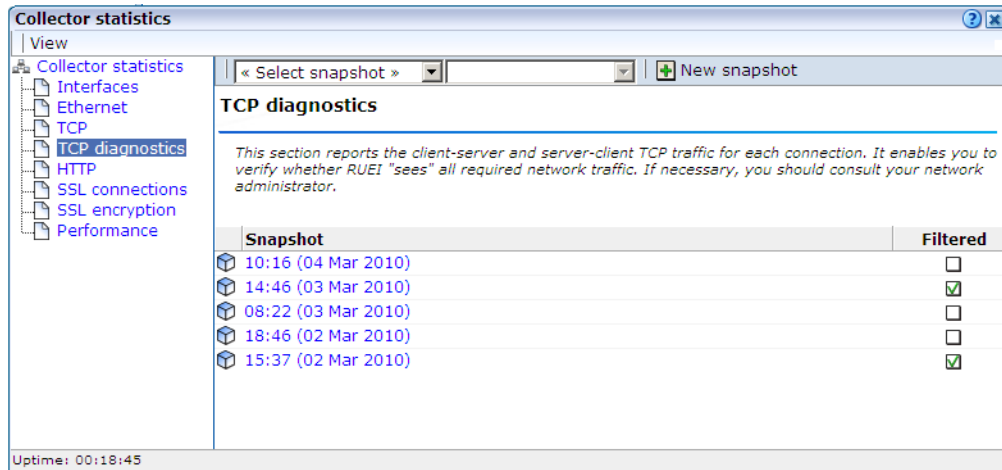 Collector statistics
View
Collector statistics
Interfaces
Ethernet
TCP
TCP diagnostics
HTTP
SSL connections
SSL encryption
Performance
« Select snapshot »
New snapshot
TCP diagnostics
This section reports the client-server and server-client TCP traffic for each connection. It enables you to
verify whether RUEI "sees" all required network traffic. If necessary, you should consult your network
administrator.
Snapshot Filtered
10:16 (04 Mar 2010)
14:46 (03 Mar 2010)
08:22 (03 Mar 2010)
18:46 (02 Mar 2010)
15:37 (02 Mar 2010)
Uptime: 00:18:45